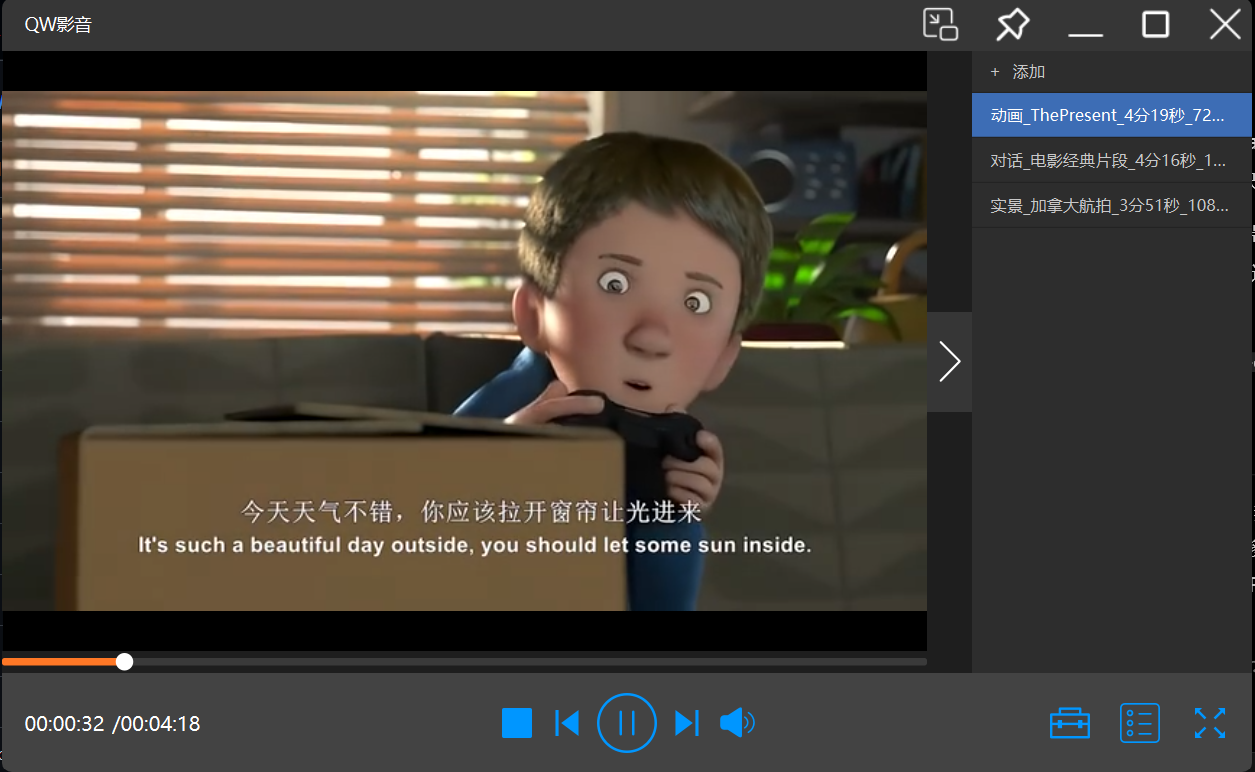 QW影音
+ 添加
动画_ThePresent_4分19秒_72...
对话_电影经典片段_4分16秒_1...
实景_加拿大航拍_3分51秒_108...
今天天气不错，你应该拉开窗帘让光进来
It's such a beautiful day outside, you should let some sun inside.
00:00:32 /00:04:18